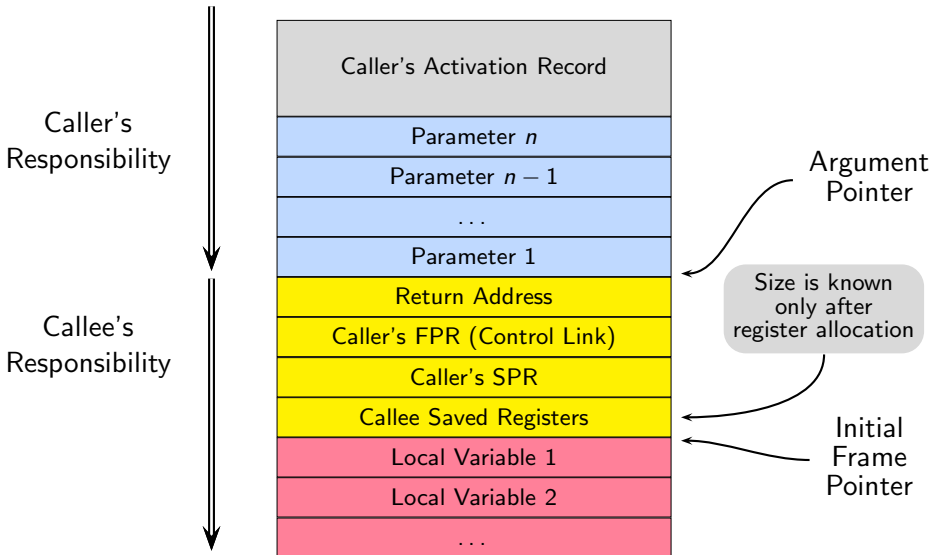 Caller's Activation Record
Caller's
Responsibility
Parameter n
Parameter n − 1
. . .
Parameter 1
Argument
Pointer
Callee's
Responsibility
Return Address
Caller's FPR (Control Link)
Caller's SPR
Callee Saved Registers
Size is known
only after
register allocation
Local Variable 1
Local Variable 2
. . .
Initial
Frame
Pointer